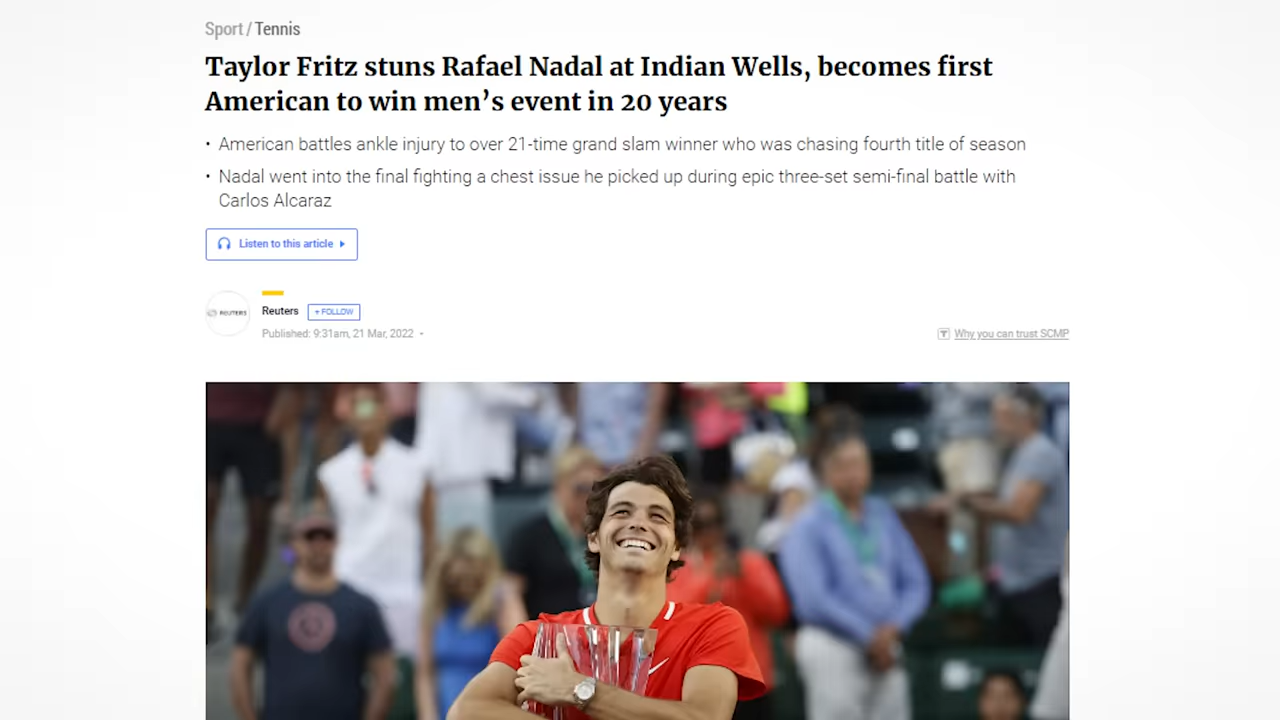 Sport / Tennis
Taylor Fritz stuns Rafael Nadal at Indian Wells, becomes first
American to win men’s event in 20 years
• American battles ankle injury to over 21-time grand slam winner who was chasing fourth title of season
• Nadal went into the final fighting a chest issue he picked up during epic three-set semi-final battle with
Carlos Alcaraz
Listen to this article
REUTERS
Reuters + FOLLOW
Published: 9:31am, 21 Mar, 2022
Why you can trust SCMP